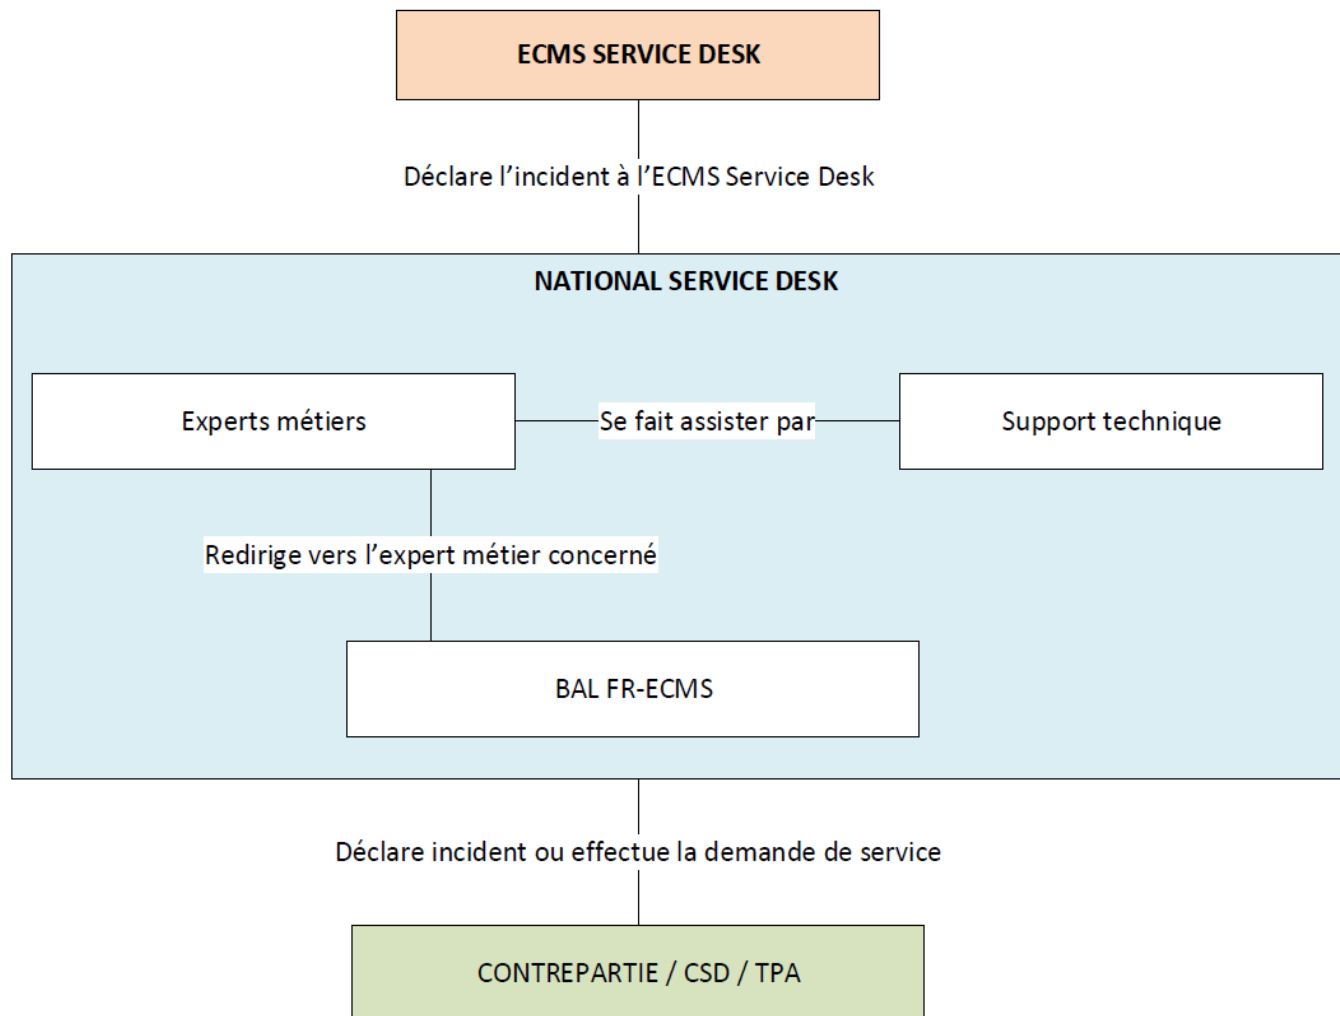 ECMS SERVICE DESK
Déclare l’incident à l’ECMS Service Desk
NATIONAL SERVICE DESK
Experts métiers
Se fait assister par
Support technique
Redirige vers l’expert métier concerné
BAL FR-ECMS
Déclare incident ou effectue la demande de service
CONTREPARTIE / CSD / TPA